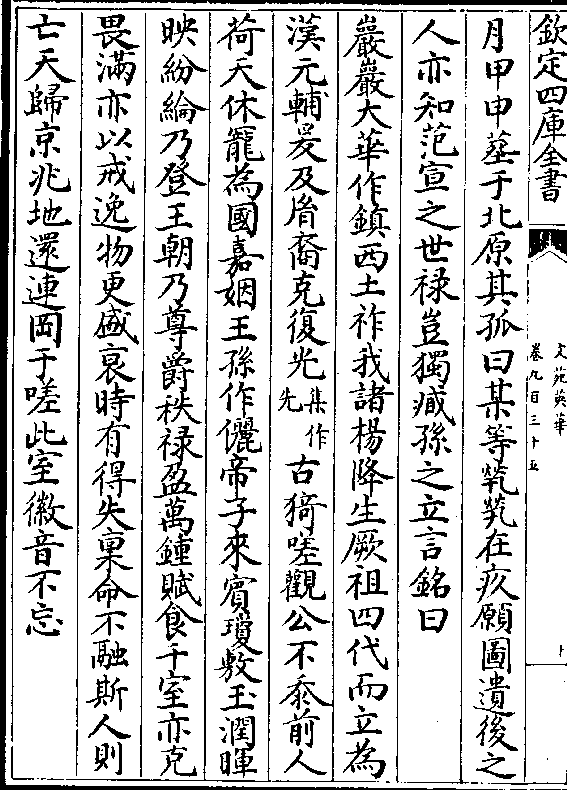 欽定四庫全書
文苑英華
卷九百三十五
月甲申葬于北原其孤曰某等煢煢在疚願圖遺後之
人亦知范宣之世祿豈獨臧孫之立言銘曰
巖巖大華作鎮西土祚我諸楊降生厥祖四代而立為
漢元輔爰及胄裔克復光集作先古猗嗟觀公不忝前人
荷天休寵為國嘉姻王孫作儷帝子來賓瓊敷玉潤暉
映紛綸乃登王朝乃尊爵秩祿盈萬鍾賦食千室亦克
畏滿亦以戒逸物更盛衰時有得失稟命不融斯人則
亡天歸京兆地還連岡于嗟此室徽音不忘